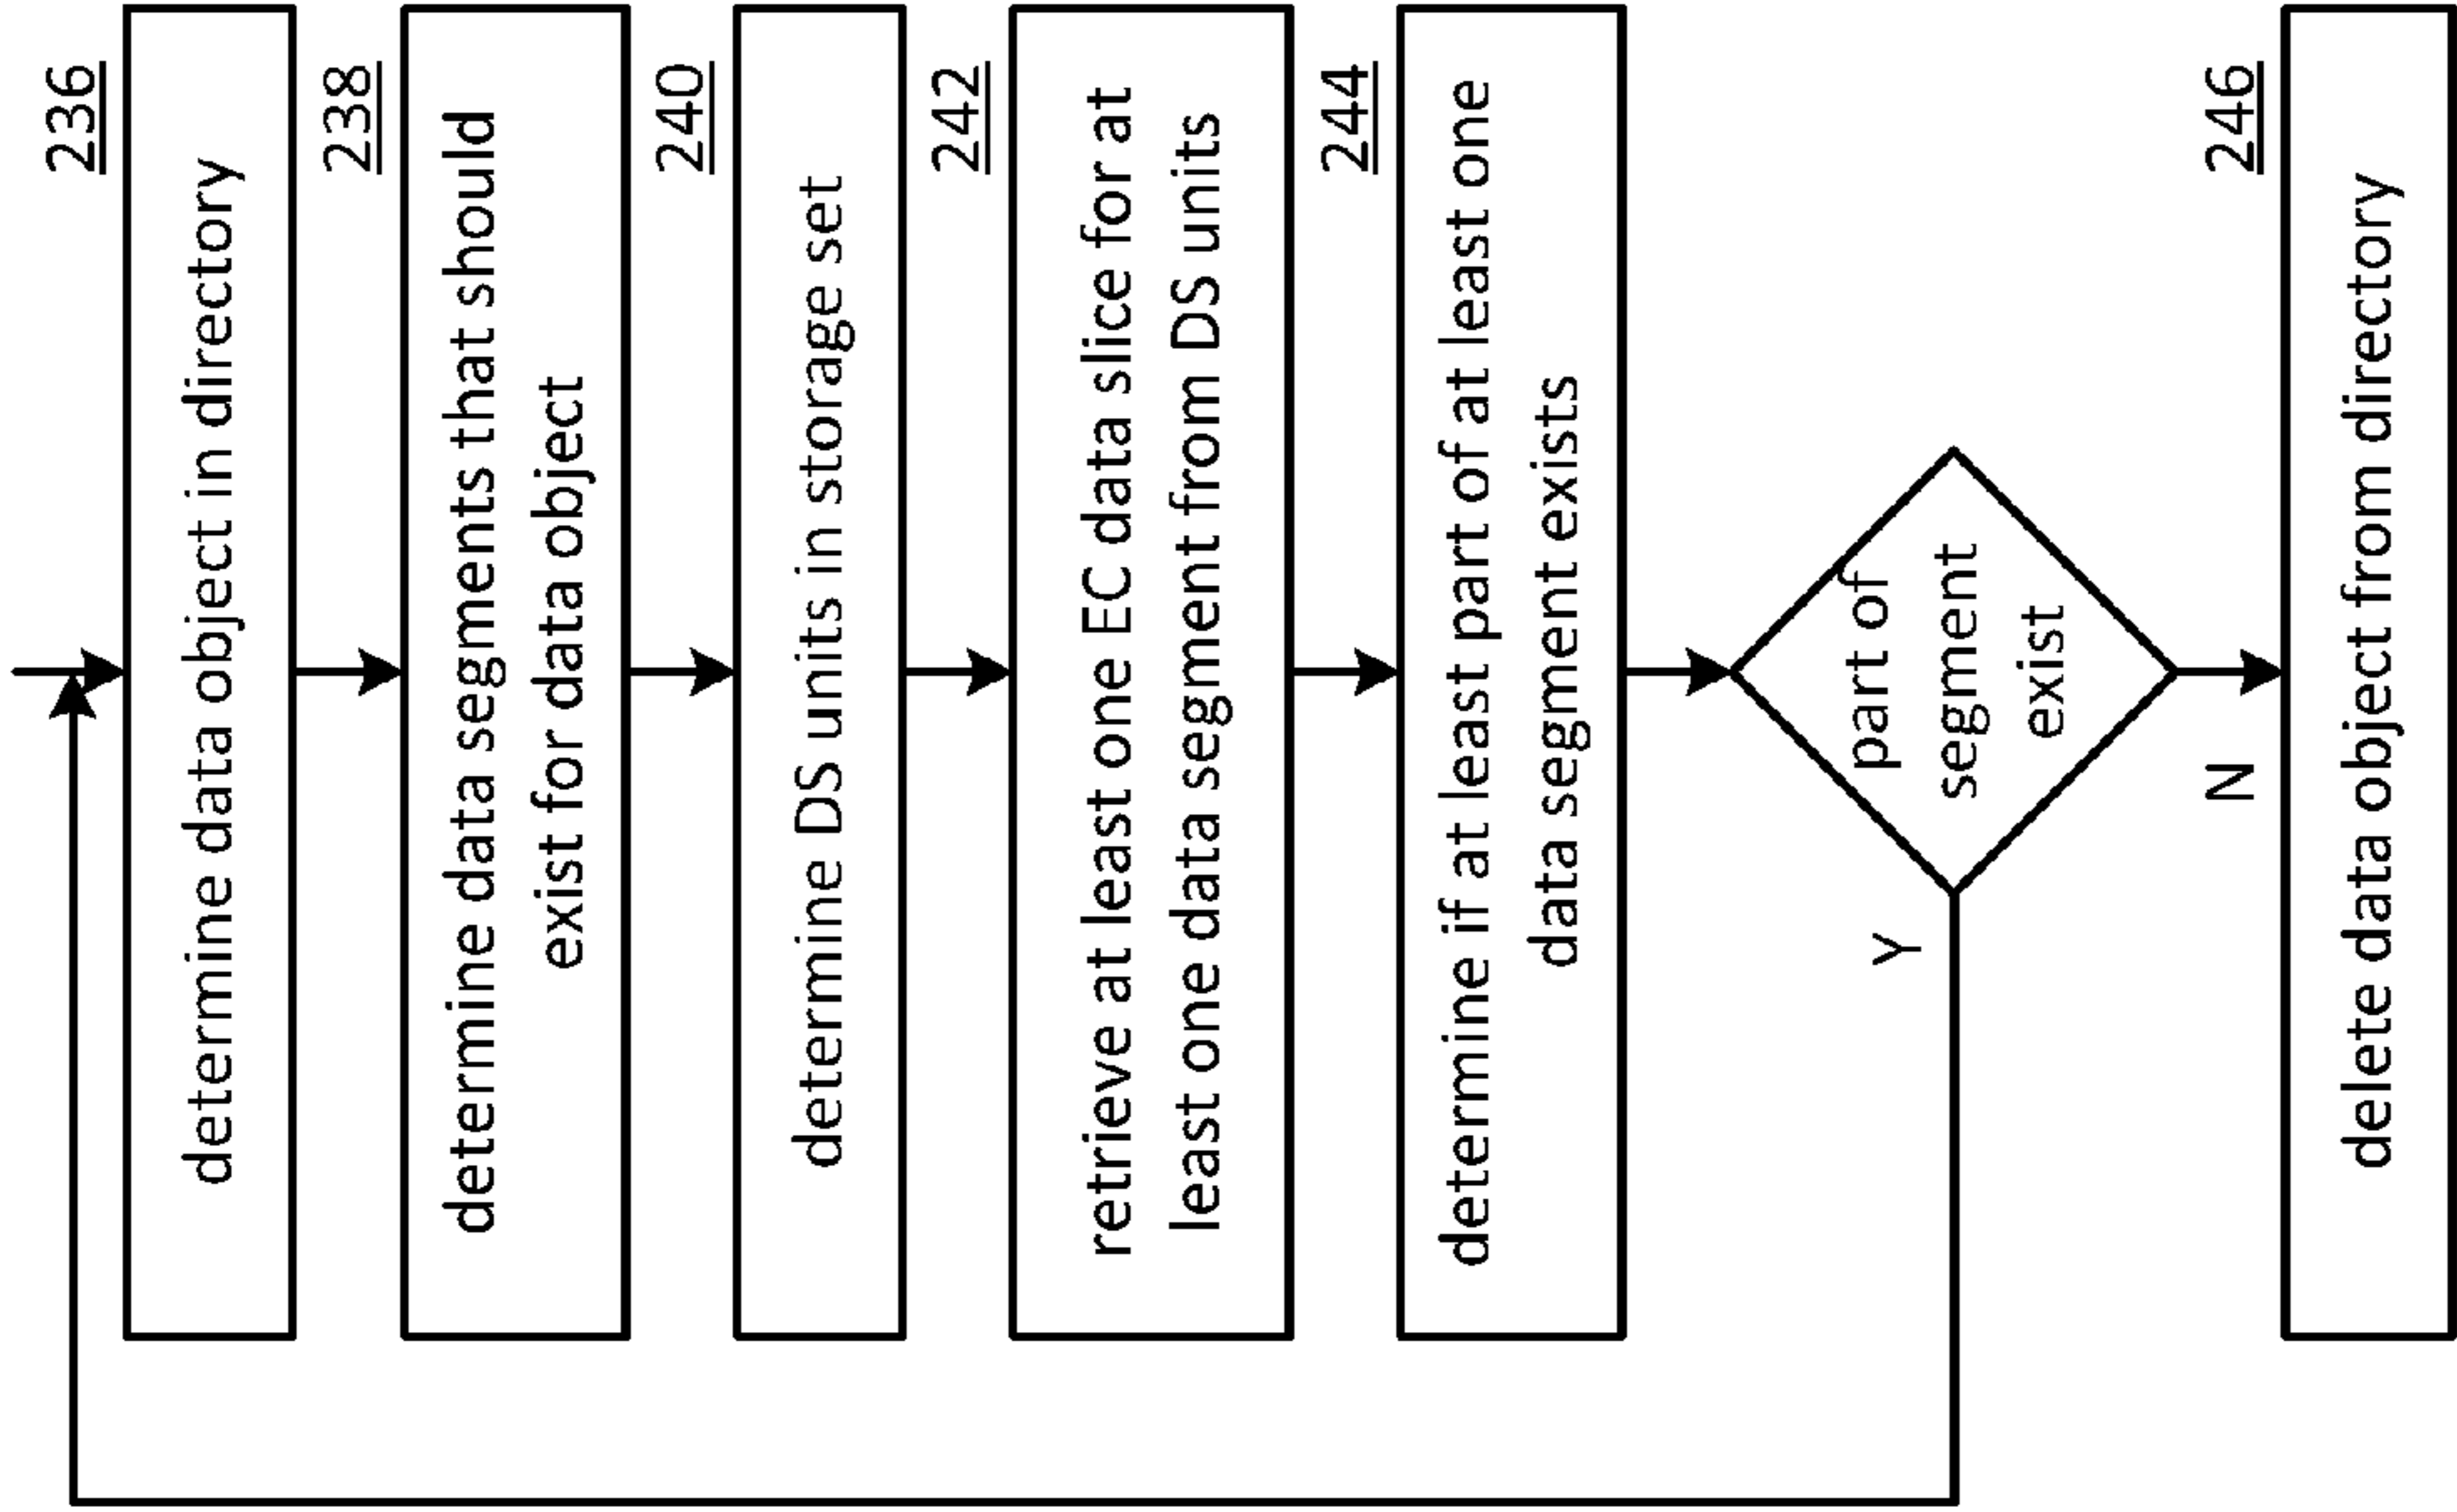 236
determine data object in directory
238
determine data segments that should
exist for data object
240
determine DS units in storage set
242
retrieve at least one EC data slice for at
least one data segment from DS units
244
determine if at least part of at least one
data segment exists
part of
segment
exist
Y
N
246
delete data object from directory